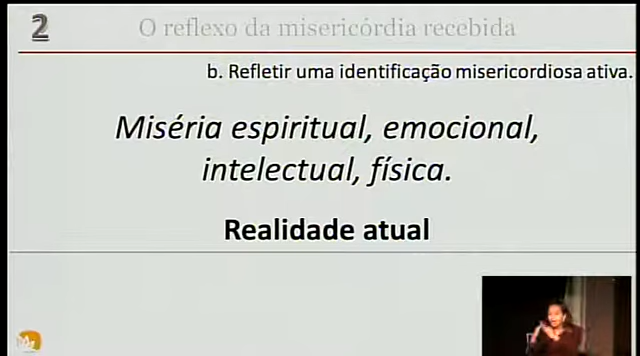 2
O reflexo da misericórdia recebida
b. Refletir uma identificação misericordiosa ativa.
Miséria espiritual, emocional,
intelectual, física.
Realidade atual